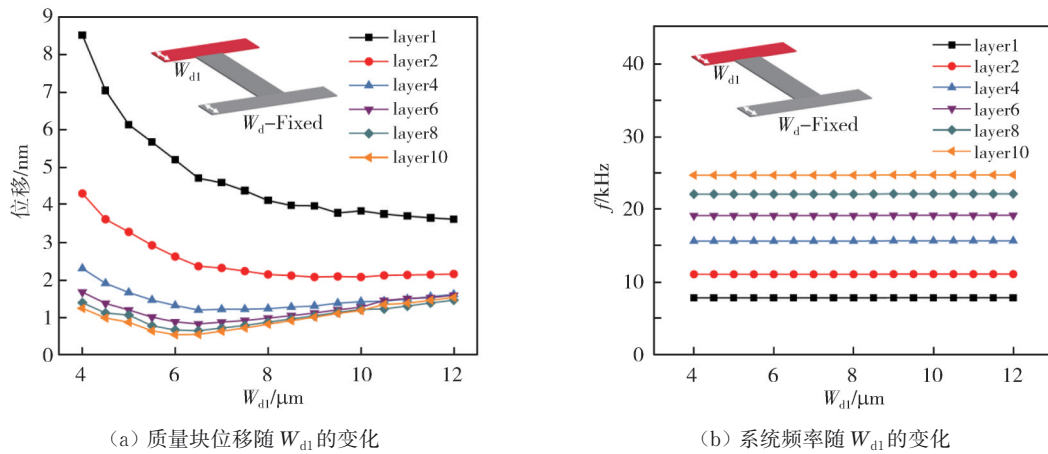 9
8
7
6
5
4
3
2
1
0
位移/nm
4
6
8
10
12
W_d1/μm
W_d1
W_d-Fixed
layer1
layer2
layer4
layer6
layer8
layer10
(a) 质量块位移随 W_d1 的变化
40
30
20
10
0
f/kHz
4
6
8
10
12
W_d1/μm
W_d1
W_d-Fixed
layer1
layer2
layer4
layer6
layer8
layer10
(b) 系统频率随 W_d1 的变化